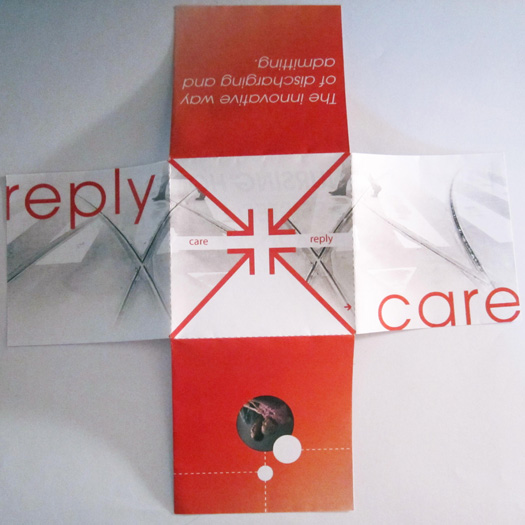 The innovative way
of discharging and
admitting.
reply
care
reply
care